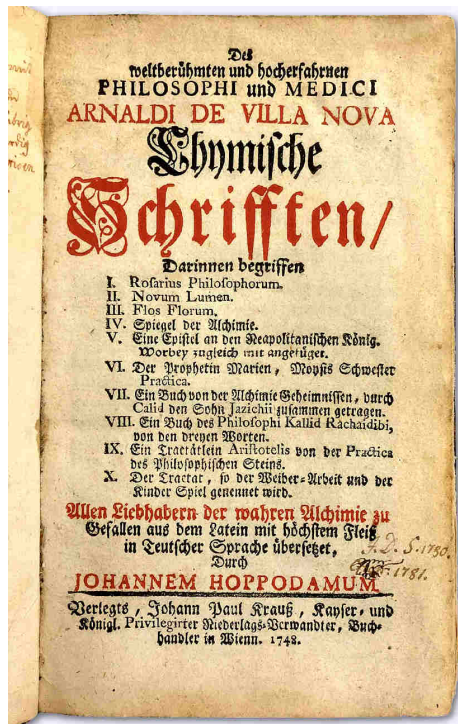 Des
weltberühmten und hocherfahrnen
PHILOSOPHI und MEDICI
ARNALDI DE VILLA NOVA
Chymische
Schrifften/
Darinnen begriffen
I. Rosarius Philosophorum.
II. Novum Lumen.
III. Flos Florum.
IV. Spiegel der Alchimie.
V. Eine Epistel an den Neapolitanischen König.
Worbey zugleich mit angefüget.
VI. Der Prophetin Marien, Moysis Schwester
Practica.
VII. Ein Buch von der Alchimie Geheimnissen, durch
Calid den Sohn Jazichii zusammen getragen.
VIII. Ein Buch des Philosophi Kallid Rachaidibi,
von den dreyen Worten.
IX. Ein Tractätlein Aristotelis von der Practica
des Philosophischen Steins.
X. Der Tractat, so der Weiber-Arbeit und der
Kinder Spiel genennet wird.
Allen Liebhabern der wahren Alchimie zu
Gefallen aus dem Latein mit höchstem Fleiß
in Teutscher Sprache übersetzet,
Durch
JOHANNEM HOPPODAMUM
Verlegts, Johann Paul Krauß, Kayser- und
Königl. Privilegirter Niederlags-Verwandter, Buch-
händler in Wienn. 1748.
1781.